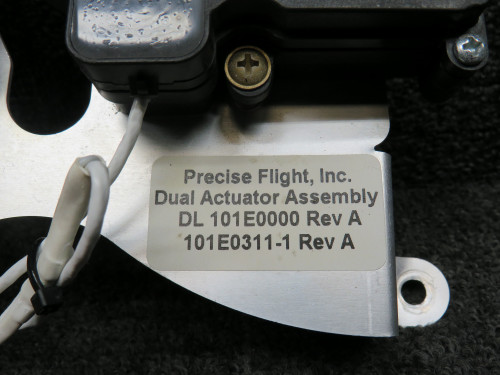 Precise Flight, Inc.
Dual Actuator Assembly
DL 101E0000 Rev A
101E0311-1 Rev A